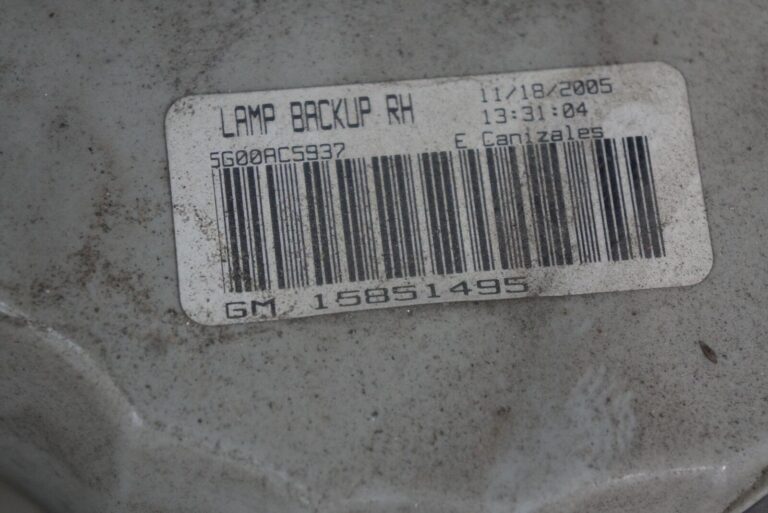 LAMP BACKUP RH
11/18/2005
13:31:04
E Canizales
5G00AC5937
GM 15851495